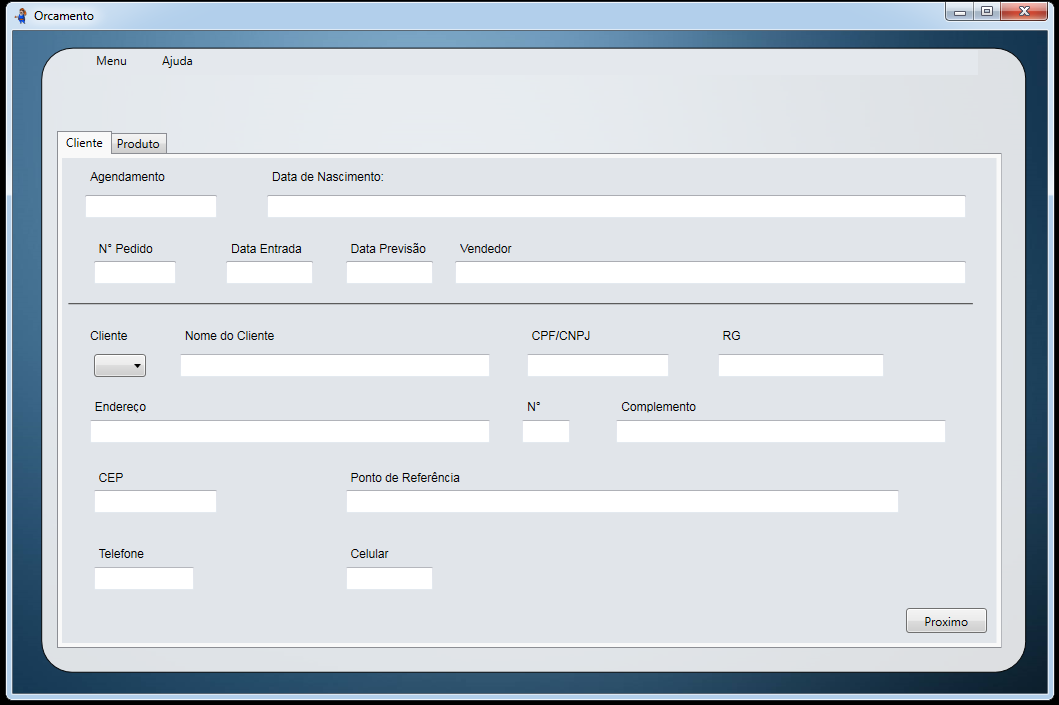 Orcamento
Menu Ajuda
Cliente Produto
Agendamento Data de Nascimento:
N° Pedido Data Entrada Data Previsão Vendedor
Cliente Nome do Cliente CPF/CNPJ RG
Endereço N° Complemento
CEP Ponto de Referência
Telefone Celular
Proximo